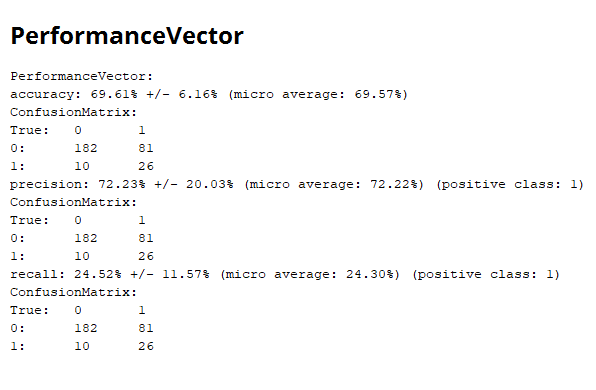 PerformanceVector
PerformanceVector:
accuracy: 69.61% +/- 6.16% (micro average: 69.57%)
ConfusionMatrix:
True: 0 1
0: 182 81
1: 10 26
precision: 72.23% +/- 20.03% (micro average: 72.22%) (positive class: 1)
ConfusionMatrix:
True: 0 1
0: 182 81
1: 10 26
recall: 24.52% +/- 11.57% (micro average: 24.30%) (positive class: 1)
ConfusionMatrix:
True: 0 1
0: 182 81
1: 10 26